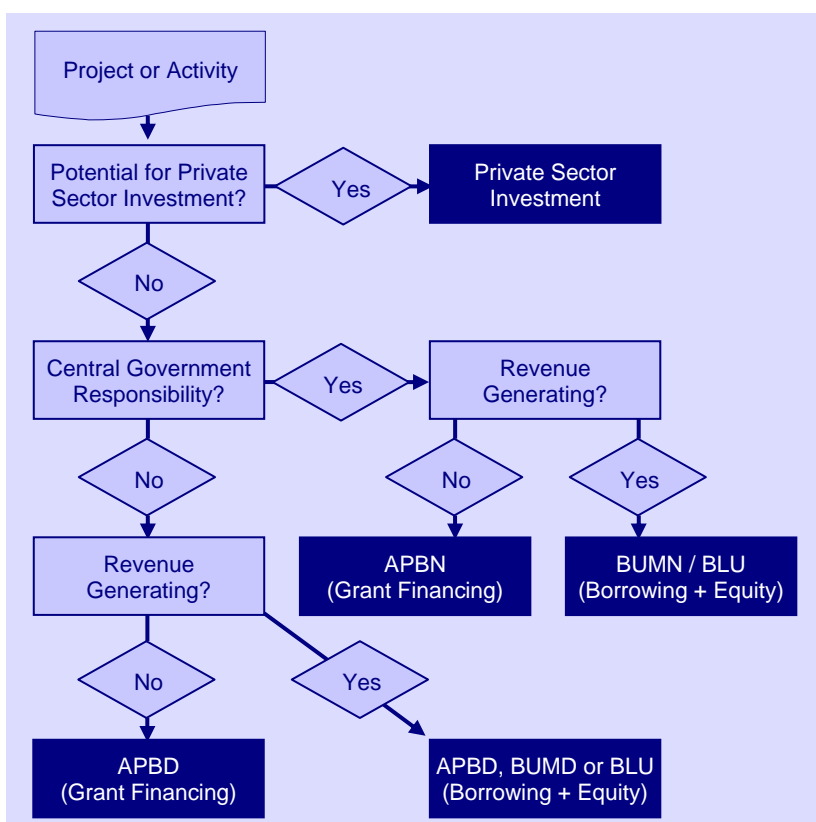 Project or Activity
Potential for Private
Sector Investment?
Yes
Private Sector
Investment
No
Central Government
Responsibility?
Yes
Revenue
Generating?
No
No
Yes
Revenue
Generating?
APBN
(Grant Financing)
BUMN / BLU
(Borrowing + Equity)
No
Yes
APBD
(Grant Financing)
APBD, BUMD or BLU
(Borrowing + Equity)